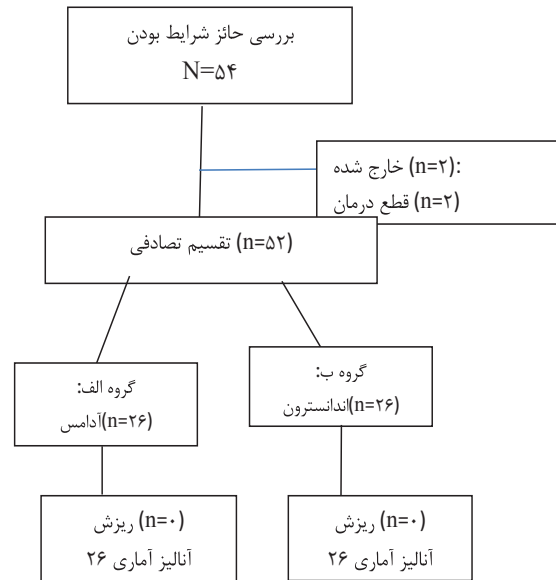 بررسی حائز شرایط بودن
N=۵۴
خارج شده (n=۲):
قطع درمان (n=۲)
تقسیم تصادفی (n=۵۲)
گروه ب:
اندانسترون(n=۲۶)
گروه الف:
آدامس(n=۲۶)
ریزش (n=۰)
آنالیز آماری ۲۶
ریزش (n=۰)
آنالیز آماری ۲۶